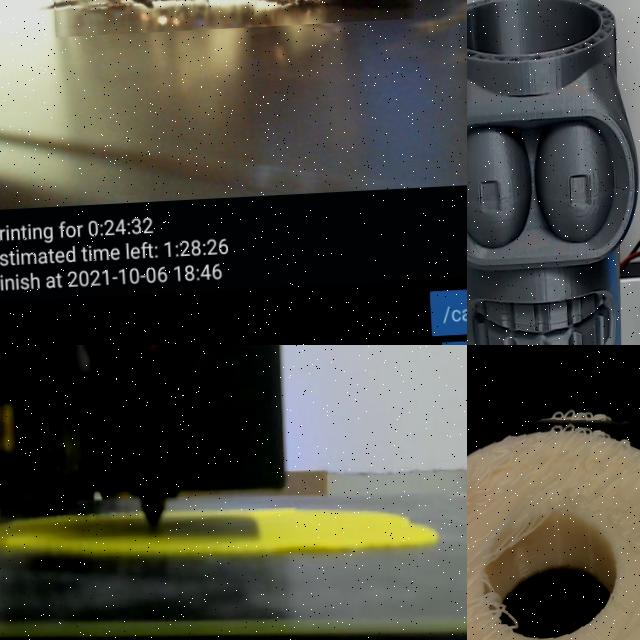 rinting for 0:24:32
stimated time left: 1:28:26
inish at 2021-10-06 18:46
/ca